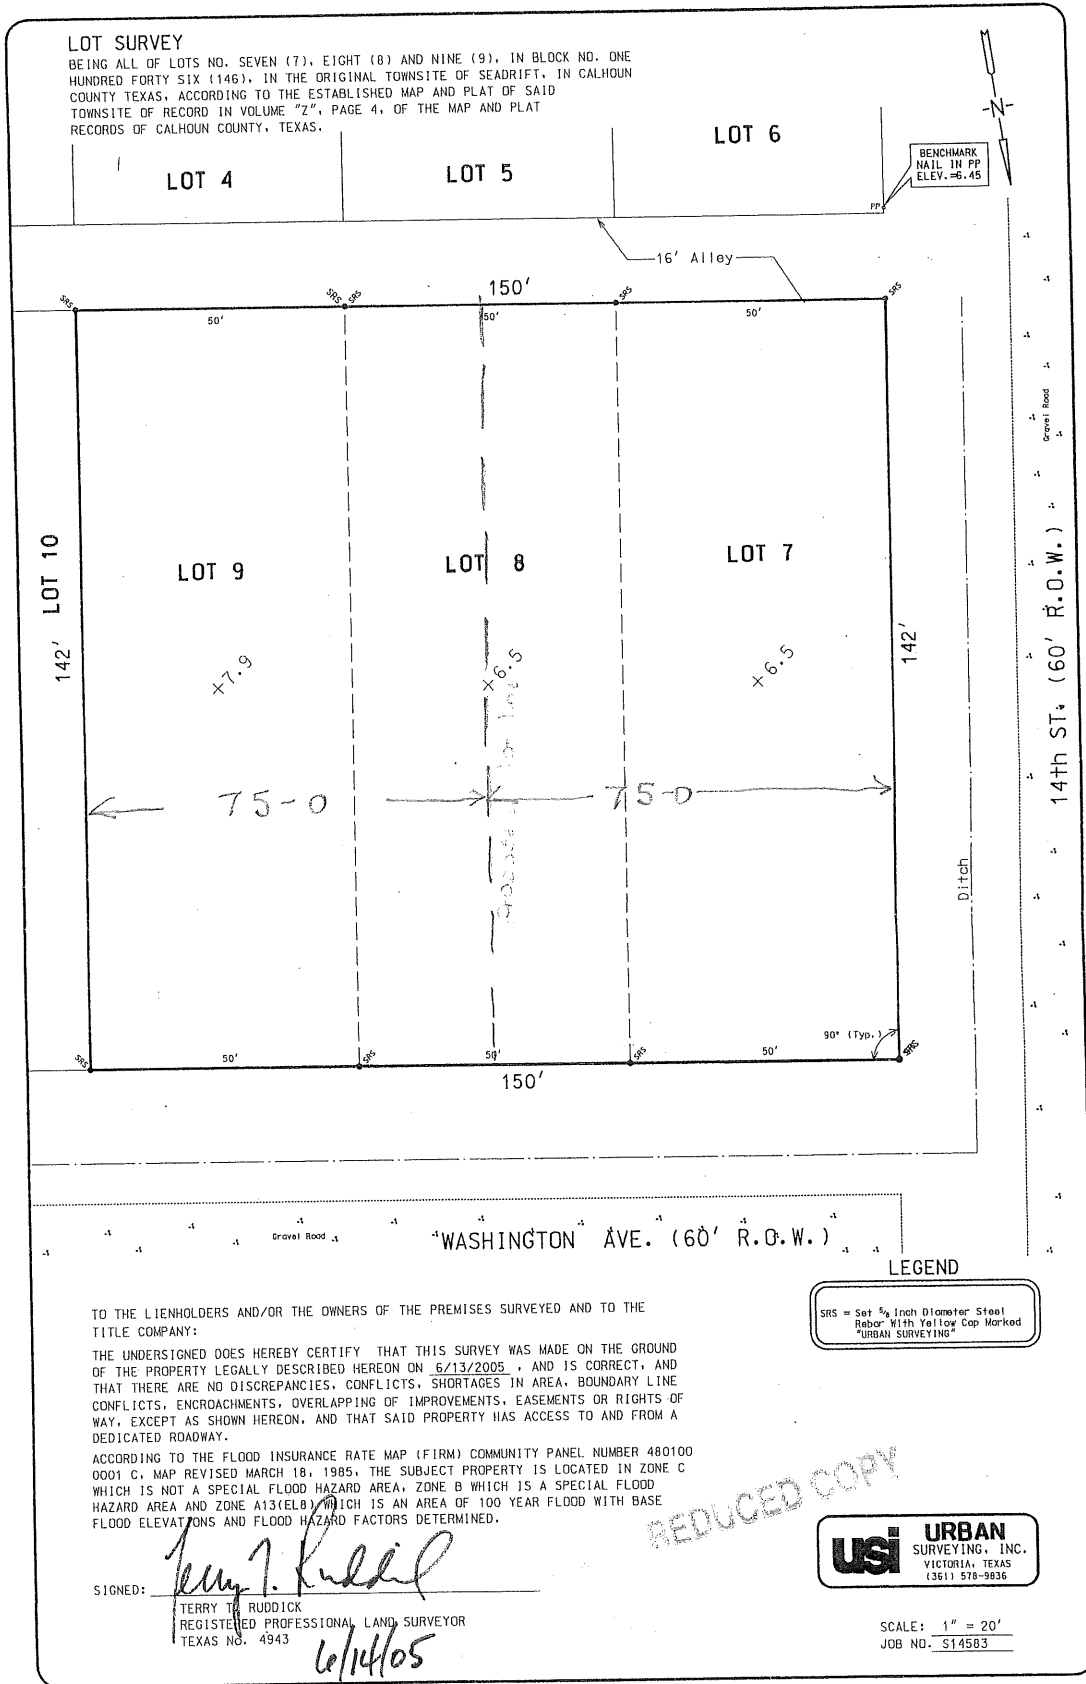 LOT SURVEY
BEING ALL OF LOTS NO. SEVEN (7), EIGHT (8) AND NINE (9), IN BLOCK NO. ONE
HUNDRED FORTY SIX (146), IN THE ORIGINAL TOWNSITE OF SEADRIFT, IN CALHOUN
COUNTY TEXAS, ACCORDING TO THE ESTABLISHED MAP AND PLAT OF SAID
TOWNSITE OF RECORD IN VOLUME "Z", PAGE 4, OF THE MAP AND PLAT
RECORDS OF CALHOUN COUNTY, TEXAS.
-N-
LOT 4
LOT 5
LOT 6
BENCHMARK
NAIL IN PP
ELEV.=6.45
PP
16' Alley
150'
SRS
SRS
SRS
SRS
SRS
50'
50'
50'
Gravel Road
LOT 10
LOT 9
LOT 8
LOT 7
142'
142'
+7.9
+6.5
+6.5
14th ST. (60' R.O.W.)
75-0
75-0
lot line
Ditch
90° (Typ.)
SRS
SRS
SRS
50'
50'
50'
150'
Gravel Road
WASHINGTON AVE. (60' R.O.W.)
LEGEND
SRS = Set 5/8 Inch Diameter Steel
Rebar With Yellow Cap Marked
"URBAN SURVEYING"
TO THE LIENHOLDERS AND/OR THE OWNERS OF THE PREMISES SURVEYED AND TO THE
TITLE COMPANY:
THE UNDERSIGNED DOES HEREBY CERTIFY THAT THIS SURVEY WAS MADE ON THE GROUND
OF THE PROPERTY LEGALLY DESCRIBED HEREON ON 6/13/2005 , AND IS CORRECT, AND
THAT THERE ARE NO DISCREPANCIES, CONFLICTS, SHORTAGES IN AREA, BOUNDARY LINE
CONFLICTS, ENCROACHMENTS, OVERLAPPING OF IMPROVEMENTS, EASEMENTS OR RIGHTS OF
WAY, EXCEPT AS SHOWN HEREON, AND THAT SAID PROPERTY HAS ACCESS TO AND FROM A
DEDICATED ROADWAY.
ACCORDING TO THE FLOOD INSURANCE RATE MAP (FIRM) COMMUNITY PANEL NUMBER 480100
0001 C, MAP REVISED MARCH 18, 1985, THE SUBJECT PROPERTY IS LOCATED IN ZONE C
WHICH IS NOT A SPECIAL FLOOD HAZARD AREA, ZONE B WHICH IS A SPECIAL FLOOD
HAZARD AREA AND ZONE A13(EL8) WHICH IS AN AREA OF 100 YEAR FLOOD WITH BASE
FLOOD ELEVATIONS AND FLOOD HAZARD FACTORS DETERMINED.
REDUCED COPY
SIGNED: Terry T. Ruddick
TERRY T. RUDDICK
REGISTERED PROFESSIONAL LAND SURVEYOR
TEXAS No. 4943
6/14/05
usi URBAN
SURVEYING, INC.
VICTORIA, TEXAS
(361) 578-9836
SCALE: 1" = 20'
JOB NO. S14583